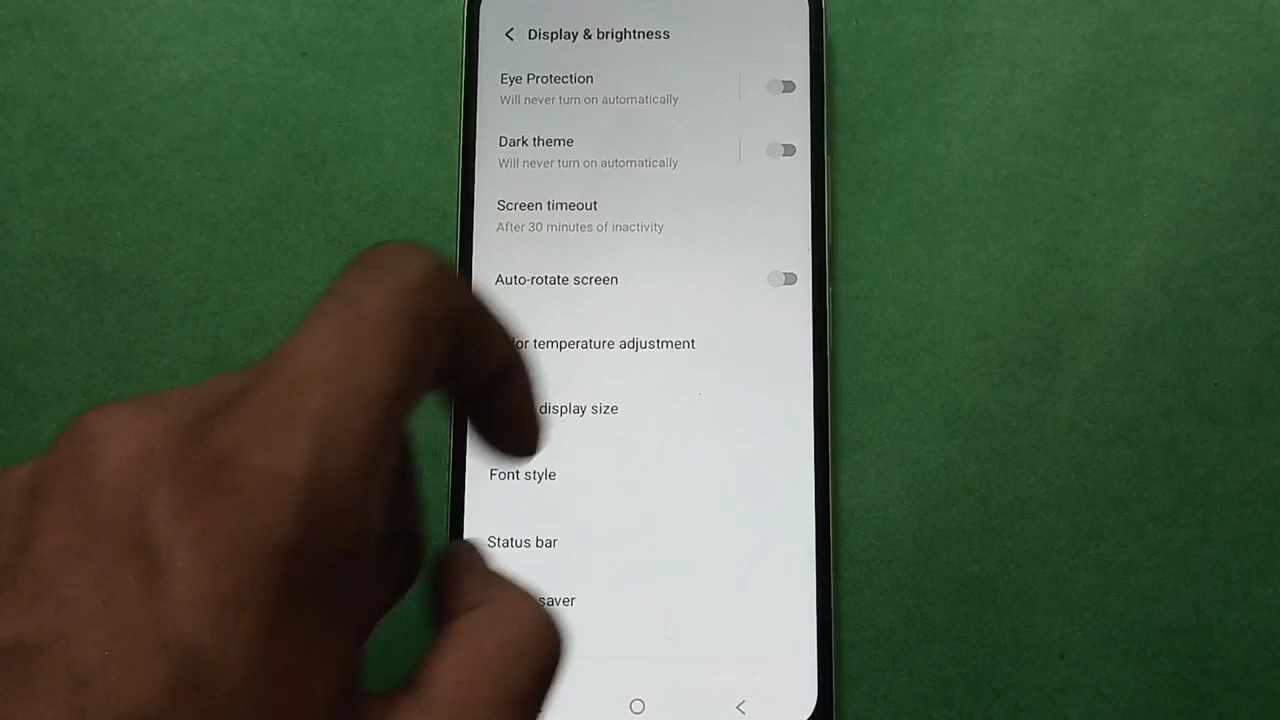 Display & brightness
Eye Protection
Will never turn on automatically
Dark theme
Will never turn on automatically
Screen timeout
After 30 minutes of inactivity
Auto-rotate screen
temperature adjustment
display size
Font style
Status bar
saver